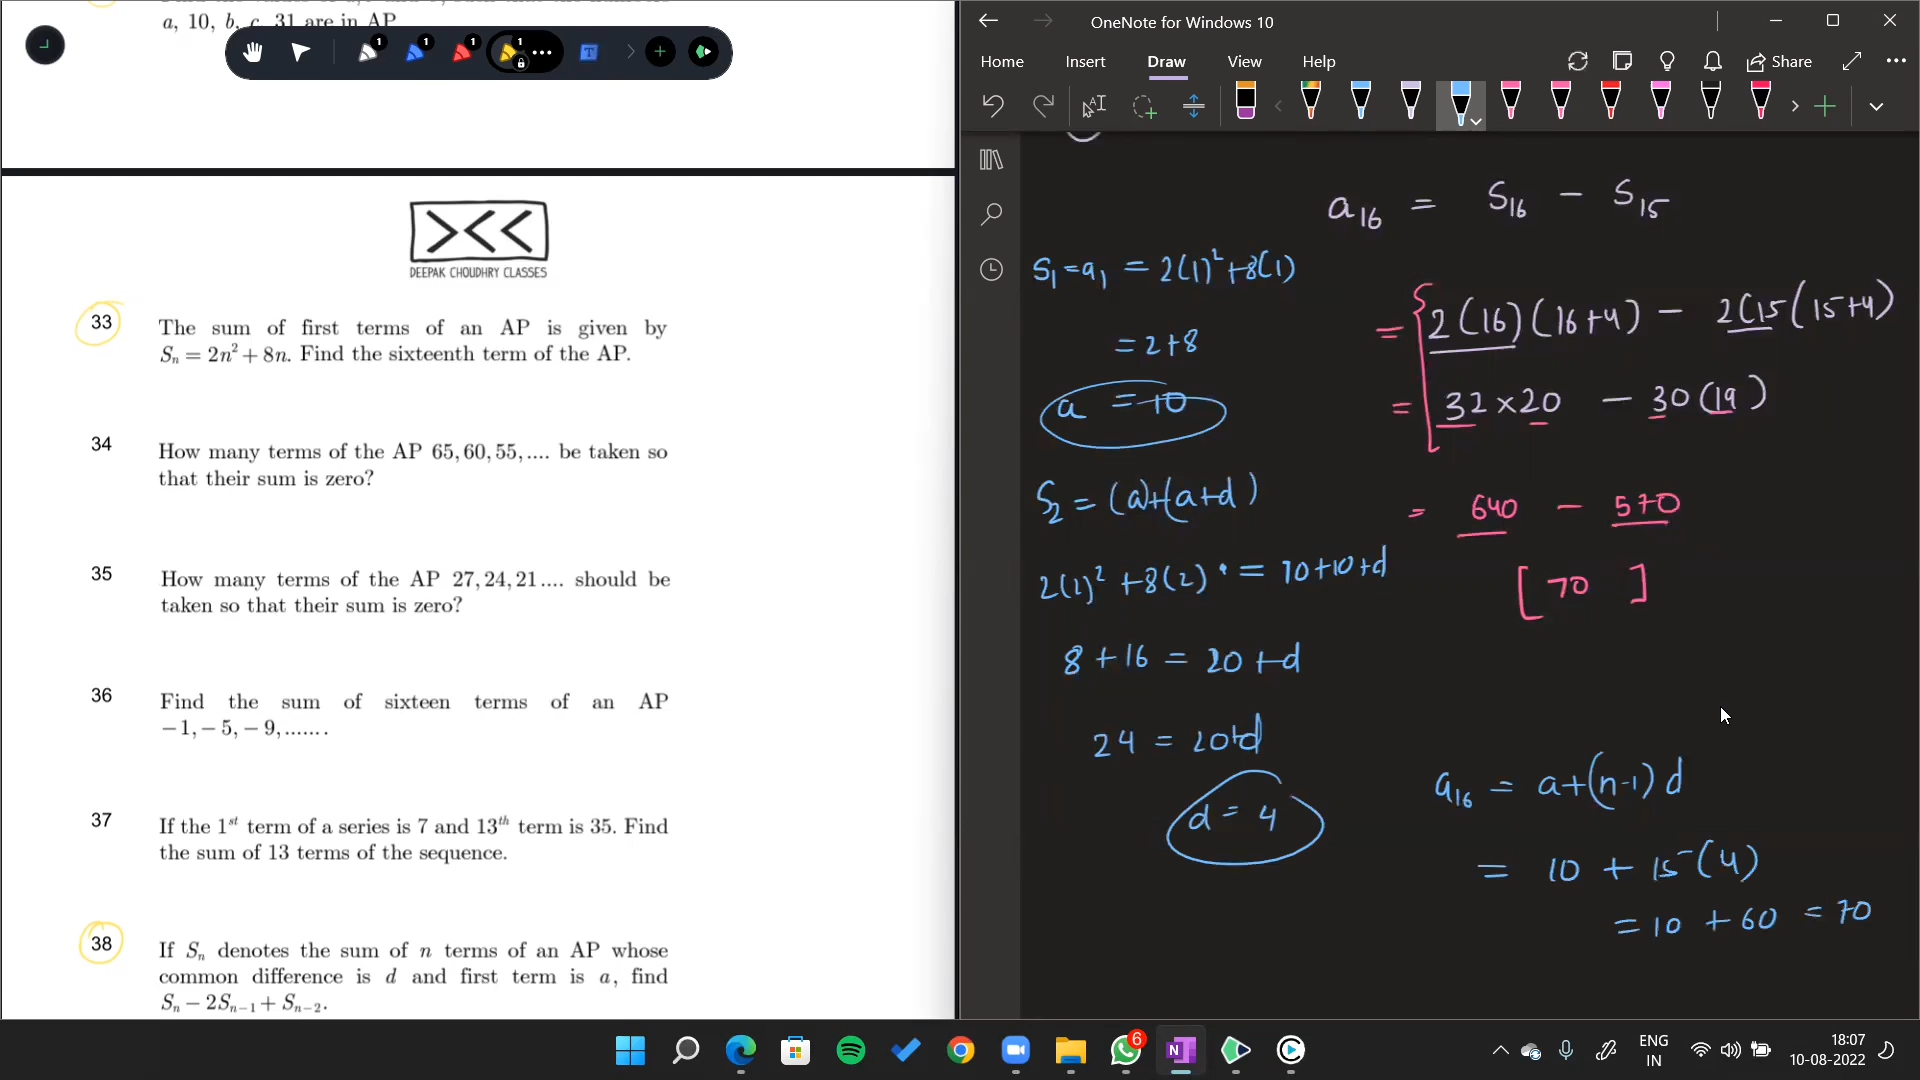 a, 10, b, c, 31 are in AP
DEEPAK CHOUDHRY CLASSES
33
The sum of first terms of an AP is given by
Sₙ = 2n² + 8n. Find the sixteenth term of the AP.
34
How many terms of the AP 65, 60, 55, .... be taken so
that their sum is zero?
35
How many terms of the AP 27, 24, 21.... should be
taken so that their sum is zero?
36
Find the sum of sixteen terms of an AP
−1, −5, −9, .......
37
If the 1ˢᵗ term of a series is 7 and 13ᵗʰ term is 35. Find
the sum of 13 terms of the sequence.
38
If Sₙ denotes the sum of n terms of an AP whose
common difference is d and first term is a, find
Sₙ − 2Sₙ₋₁ + Sₙ₋₂.
OneNote for Windows 10
Home Insert Draw View Help Share
a₁₆ = S₁₆ − S₁₅
S₁ = a₁ = 2(1)² + 8(1)
= 2+8
a = 10
S₂ = (a)+(a+d)
2(2)² + 8(2) = 10+10+d
8 + 16 = 20 + d
24 = 20+d
d = 4
= 2(16)(16+4) − 2(15(15+4)
= 32×20 − 30(19)
= 640 − 570
[70]
a₁₆ = a+(n-1)d
= 10 + 15(4)
= 10 + 60 = 70
6
ENG
IN
18:07
10-08-2022